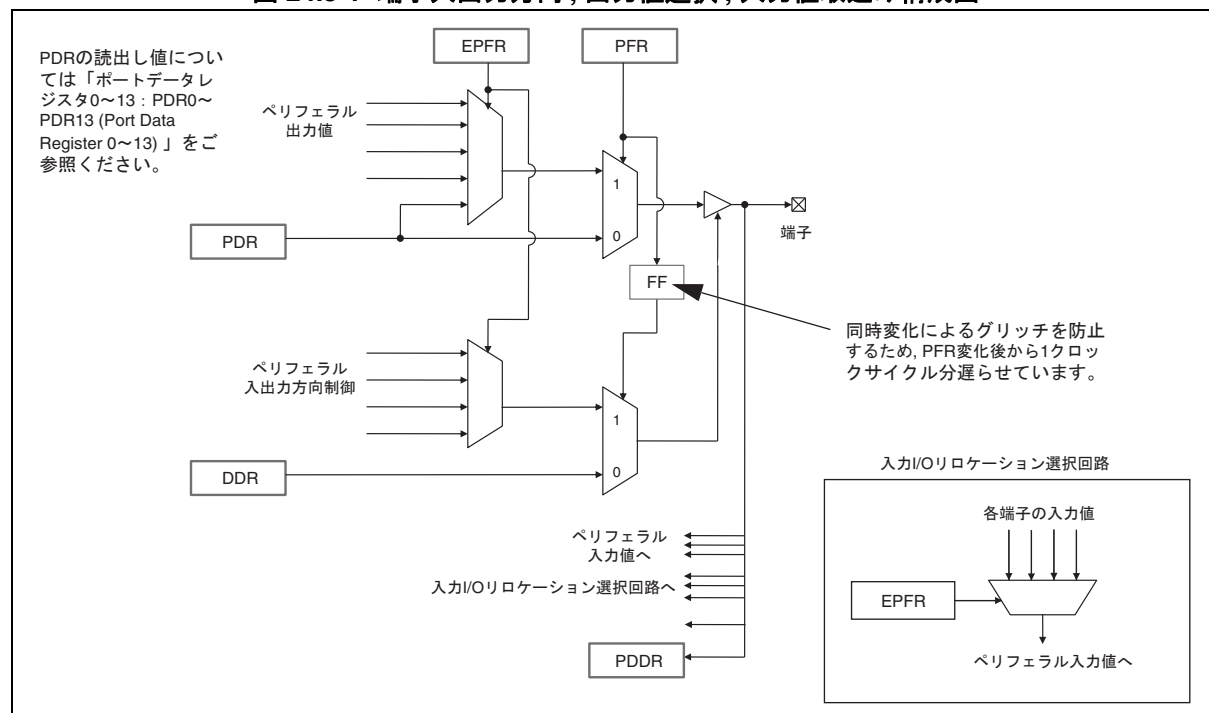 PDRの読出し値につい
ては「ポートデータレ
ジスタ0～13：PDR0～
PDR13 (Port Data
Register 0～13) 」をご
参照ください。
EPFR
PFR
ペリフェラル
出力値
1
0
PDR
端子
FF
同時変化によるグリッチを防止
するため, PFR変化後から1クロッ
クサイクル分遅らせています。
ペリフェラル
入出力方向制御
1
0
DDR
入力I/Oリロケーション選択回路
各端子の入力値
EPFR
ペリフェラル入力値へ
ペリフェラル
入力値へ
入力I/Oリロケーション選択回路へ
PDDR